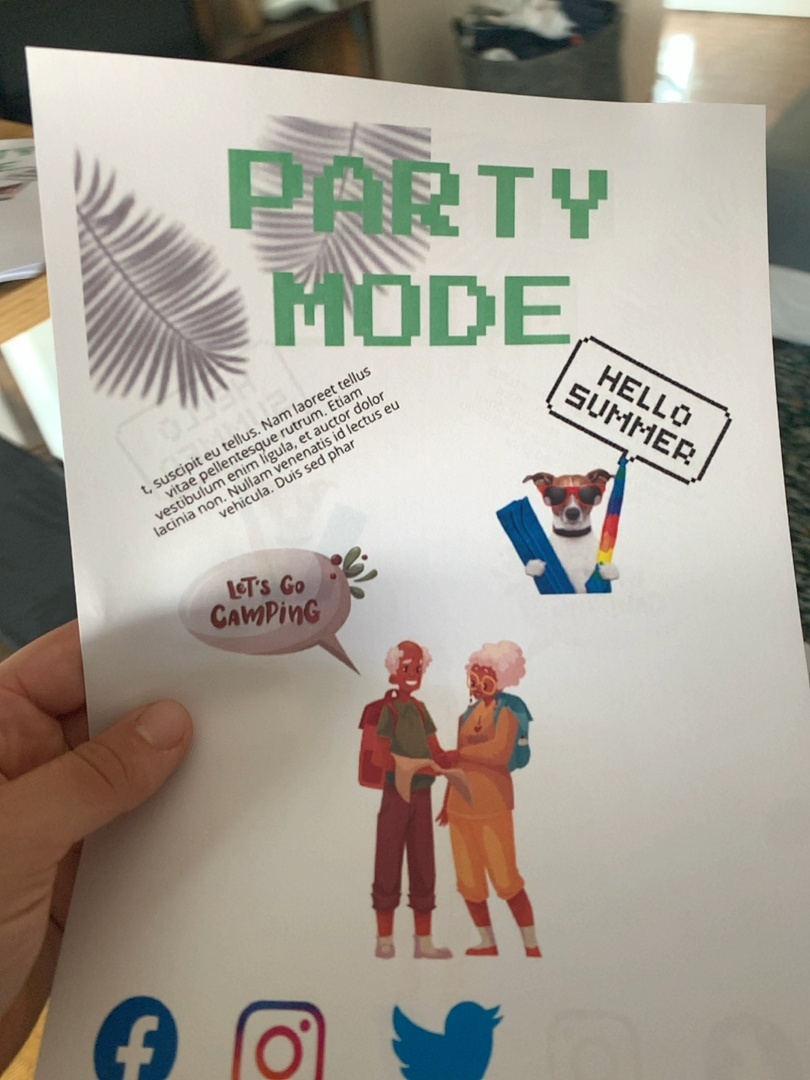 PARTY
MODE
HELLO
SUMMER
t, suscipit eu tellus. Nam laoreet tellus
vitae pellentesque rutrum. Etiam
vestibulum enim ligula, et auctor dolor
lacinia non. Nullam venenatis id lectus eu
vehicula. Duis sed phar
LET'S GO
CAMPING